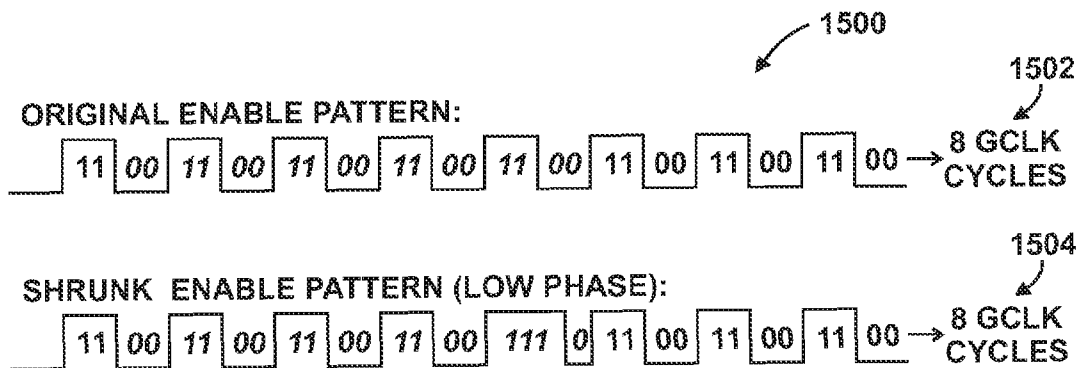 1500
1502
ORIGINAL ENABLE PATTERN:
11 00 11 00 11 00 11 00 11 00 11 00 11 00 11 00 → 8 GCLK CYCLES
1504
SHRUNK ENABLE PATTERN (LOW PHASE):
11 00 11 00 11 00 11 00 111 0 11 00 11 00 11 00 → 8 GCLK CYCLES